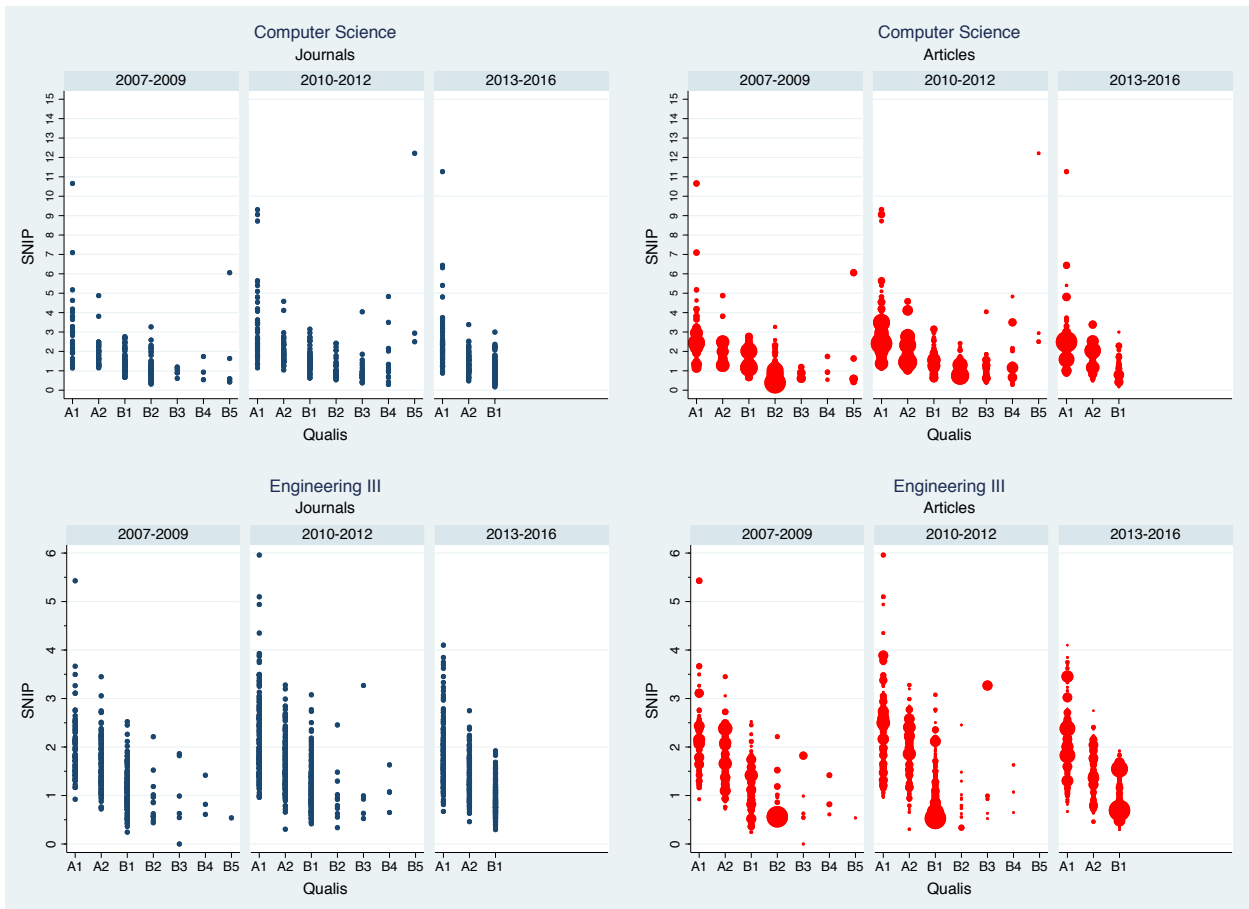 Computer Science
Journals
2007-2009 2010-2012 2013-2016
15
14
13
12
11
10
9
8
7
6
5
4
3
2
1
0
SNIP
A1 A2 B1 B2 B3 B4 B5 A1 A2 B1 B2 B3 B4 B5 A1 A2 B1
Qualis
Computer Science
Articles
2007-2009 2010-2012 2013-2016
15
14
13
12
11
10
9
8
7
6
5
4
3
2
1
0
SNIP
A1 A2 B1 B2 B3 B4 B5 A1 A2 B1 B2 B3 B4 B5 A1 A2 B1
Qualis
Engineering III
Journals
2007-2009 2010-2012 2013-2016
6
5
4
3
2
1
0
SNIP
A1 A2 B1 B2 B3 B4 B5 A1 A2 B1 B2 B3 B4 B5 A1 A2 B1
Qualis
Engineering III
Articles
2007-2009 2010-2012 2013-2016
6
5
4
3
2
1
0
SNIP
A1 A2 B1 B2 B3 B4 B5 A1 A2 B1 B2 B3 B4 B5 A1 A2 B1
Qualis